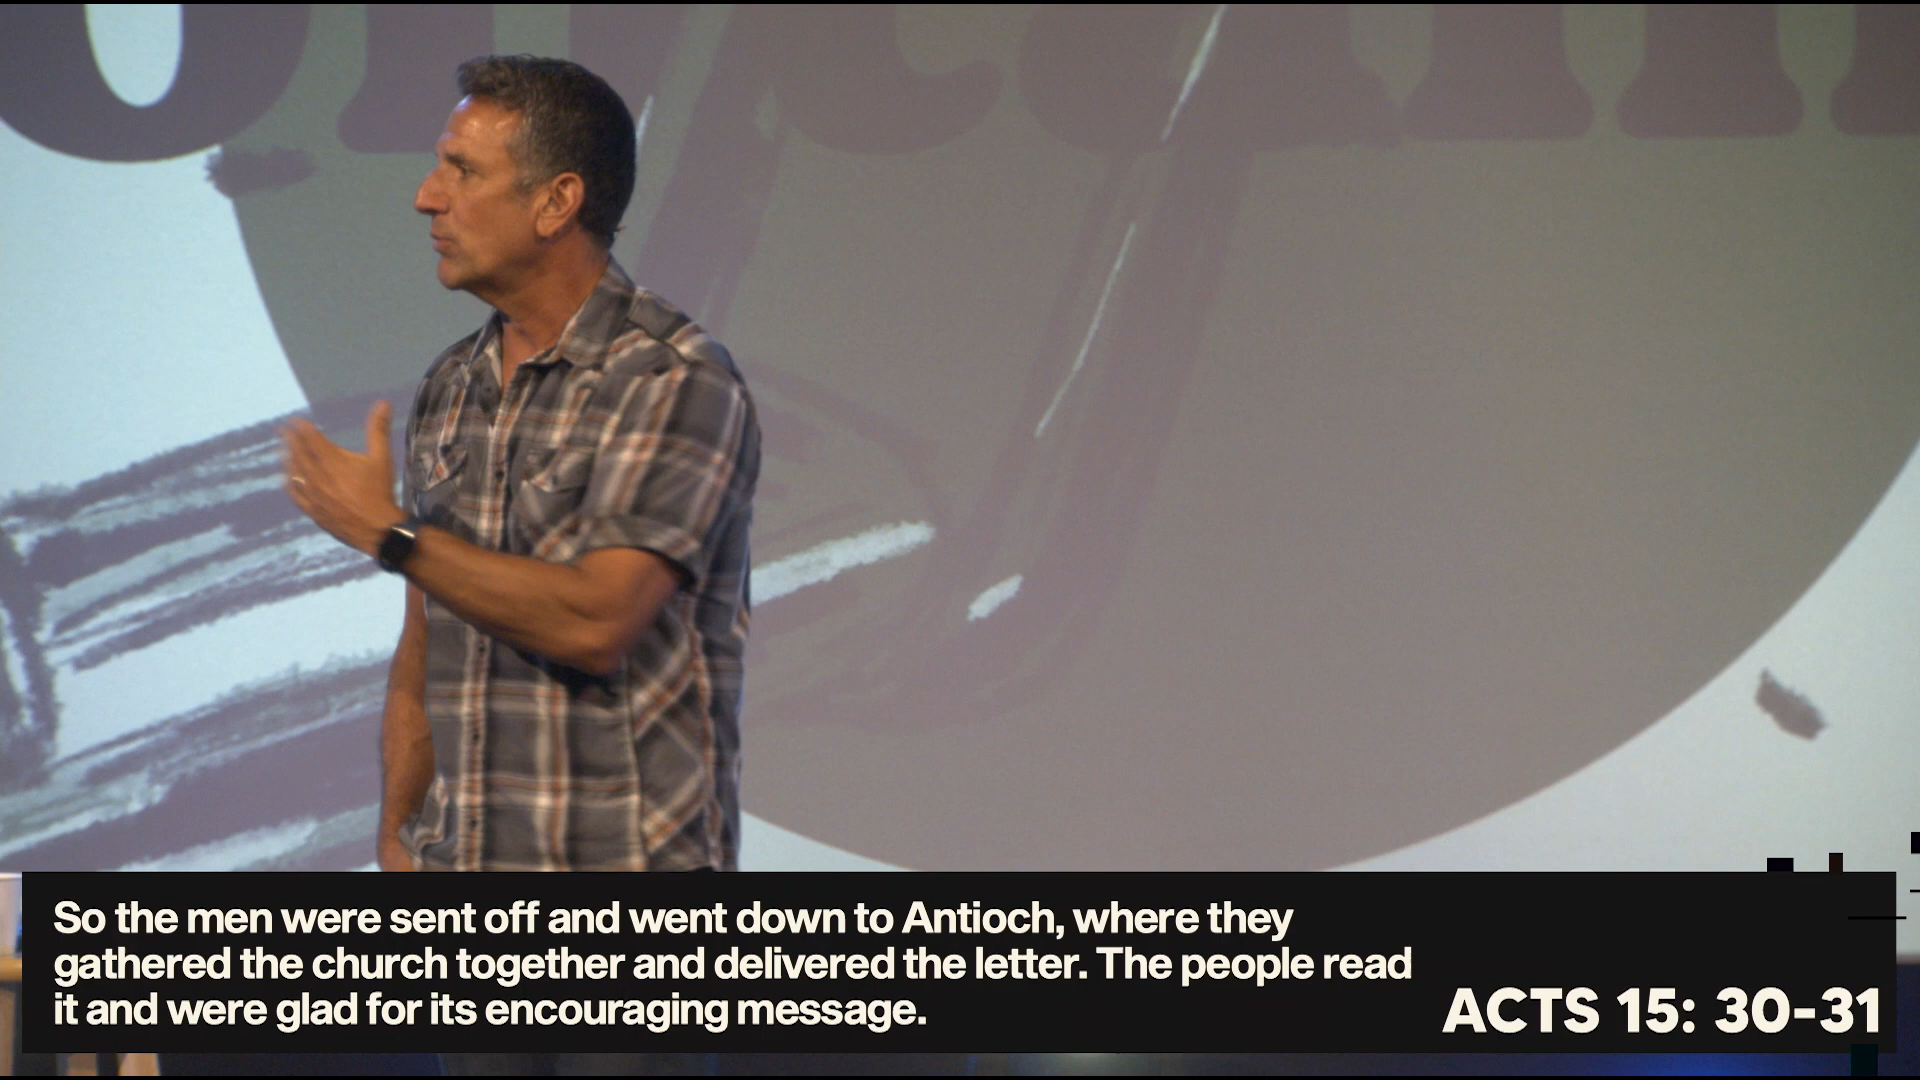 So the men were sent off and went down to Antioch, where they
gathered the church together and delivered the letter. The people read
it and were glad for its encouraging message.
ACTS 15: 30-31